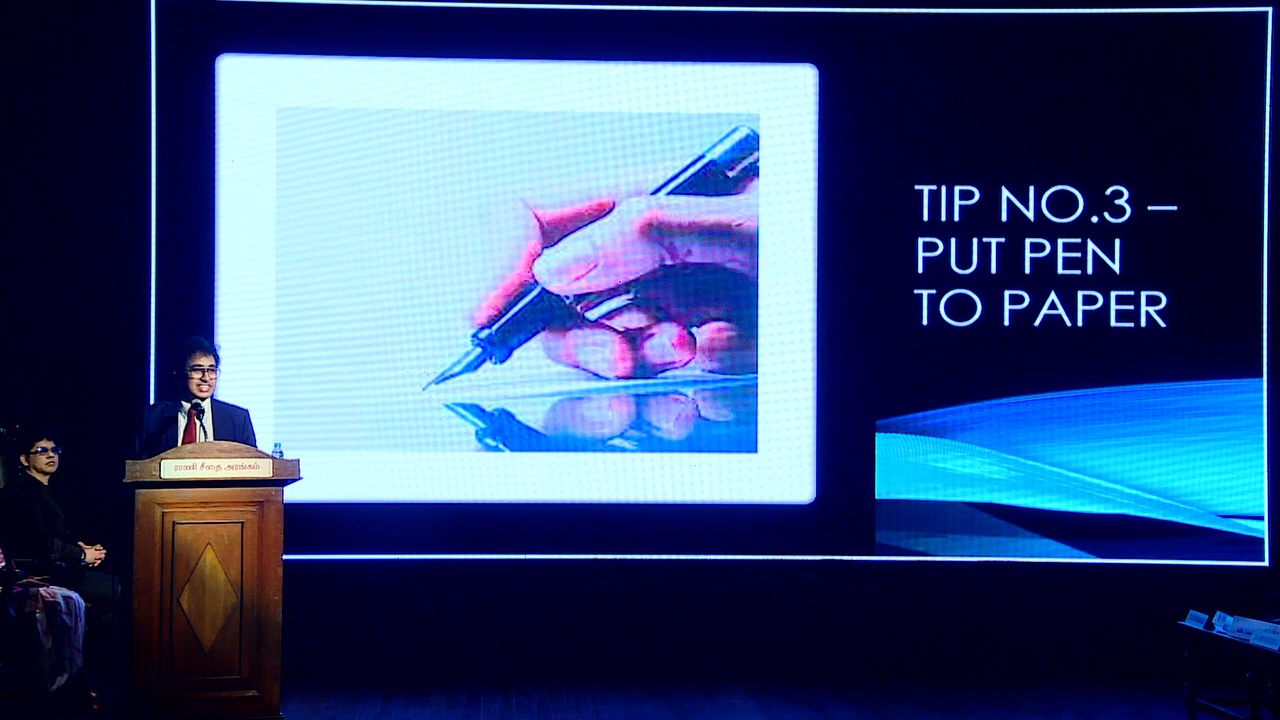 TIP NO.3 –
PUT PEN
TO PAPER
ராணி சீதை அரங்கம்